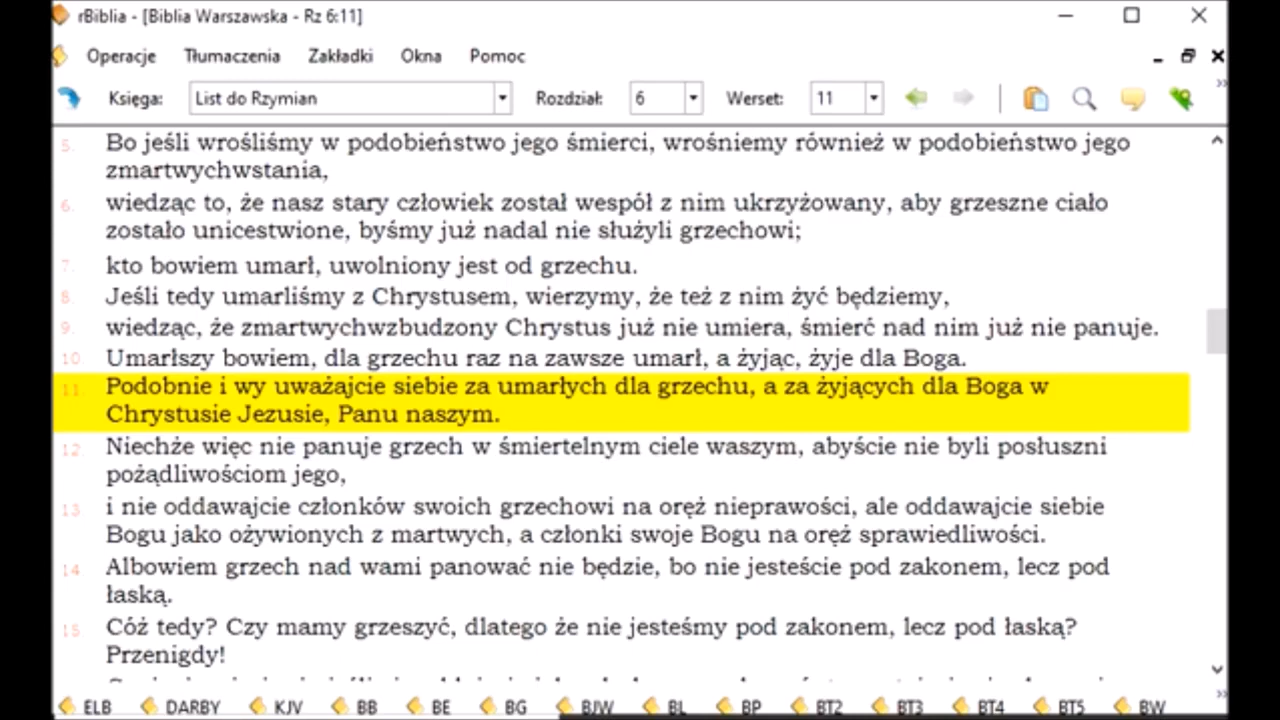 rBiblia - [Biblia Warszawska - Rz 6:11]
Operacje Tłumaczenia Zakładki Okna Pomoc
Księga: List do Rzymian Rozdział: 6 Werset: 11
5. Bo jeśli wrośliśmy w podobieństwo jego śmierci, wrośniemy również w podobieństwo jego
zmartwychwstania,
6. wiedząc to, że nasz stary człowiek został wespół z nim ukrzyżowany, aby grzeszne ciało
zostało unicestwione, byśmy już nadal nie służyli grzechowi;
7. kto bowiem umarł, uwolniony jest od grzechu.
8. Jeśli tedy umarliśmy z Chrystusem, wierzymy, że też z nim żyć będziemy,
9. wiedząc, że zmartwychwzbudzony Chrystus już nie umiera, śmierć nad nim już nie panuje.
10. Umarłszy bowiem, dla grzechu raz na zawsze umarł, a żyjąc, żyje dla Boga.
11. Podobnie i wy uważajcie siebie za umarłych dla grzechu, a za żyjących dla Boga w
Chrystusie Jezusie, Panu naszym.
12. Niechże więc nie panuje grzech w śmiertelnym ciele waszym, abyście nie byli posłuszni
pożądliwościom jego,
13. i nie oddawajcie członków swoich grzechowi na oręż nieprawości, ale oddawajcie siebie
Bogu jako ożywionych z martwych, a członki swoje Bogu na oręż sprawiedliwości.
14. Albowiem grzech nad wami panować nie będzie, bo nie jesteście pod zakonem, lecz pod
łaską.
15. Cóż tedy? Czy mamy grzeszyć, dlatego że nie jesteśmy pod zakonem, lecz pod łaską?
Przenigdy!
ELB DARBY KJV BB BE BG BJW BL BP BT2 BT3 BT4 BT5 BW